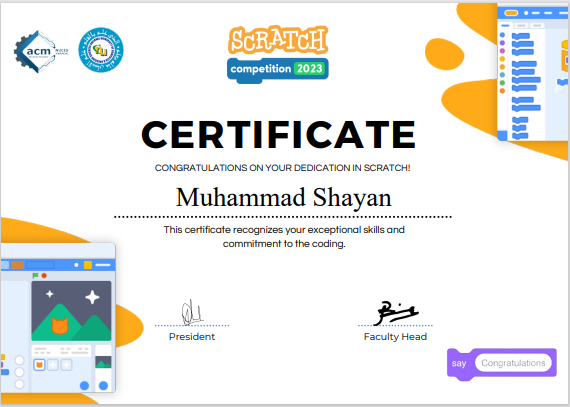 acm
SCRATCH
competition 2023
CERTIFICATE
CONGRATULATIONS ON YOUR DEDICATION IN SCRATCH!
Muhammad Shayan
This certificate recognizes your exceptional skills and
commitment to the coding.
President
Faculty Head
say Congratulations